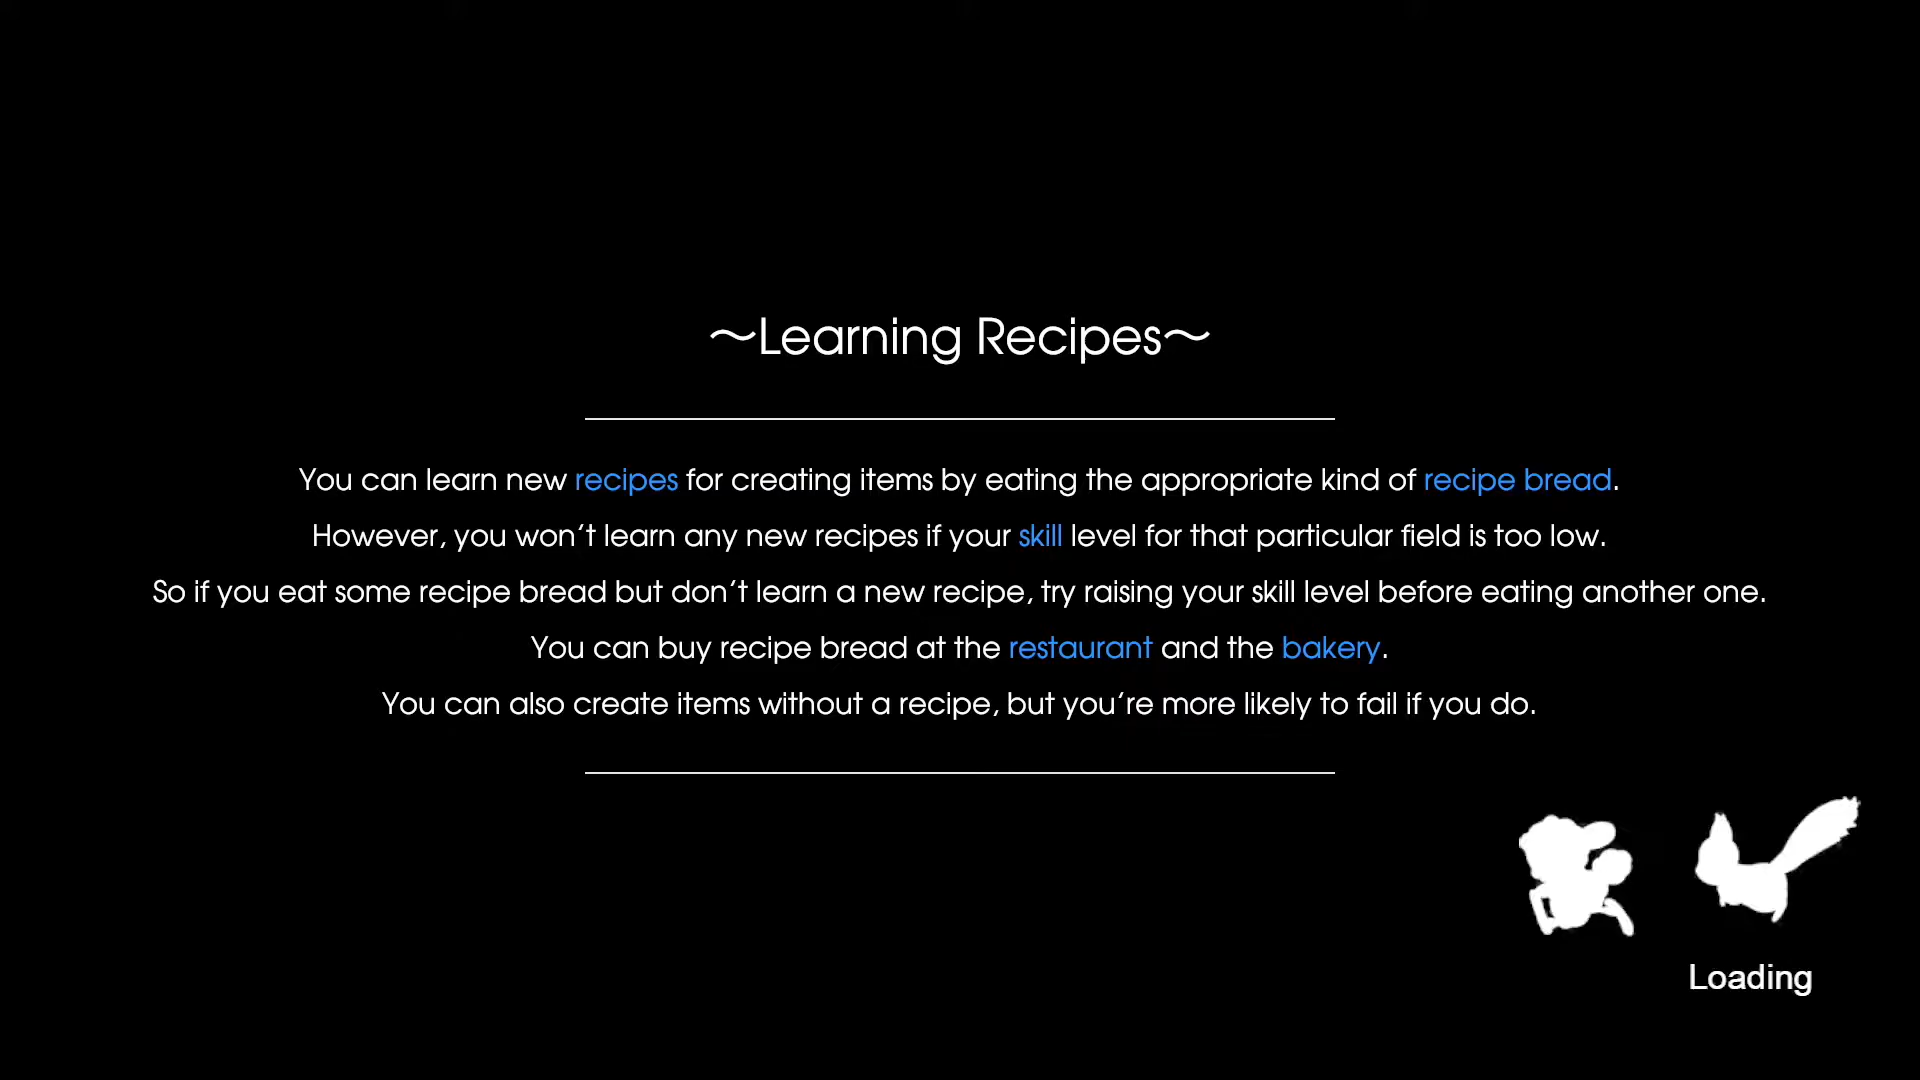 〜Learning Recipes〜
You can learn new recipes for creating items by eating the appropriate kind of recipe bread.
However, you won’t learn any new recipes if your skill level for that particular field is too low.
So if you eat some recipe bread but don’t learn a new recipe, try raising your skill level before eating another one.
You can buy recipe bread at the restaurant and the bakery.
You can also create items without a recipe, but you’re more likely to fail if you do.
Loading